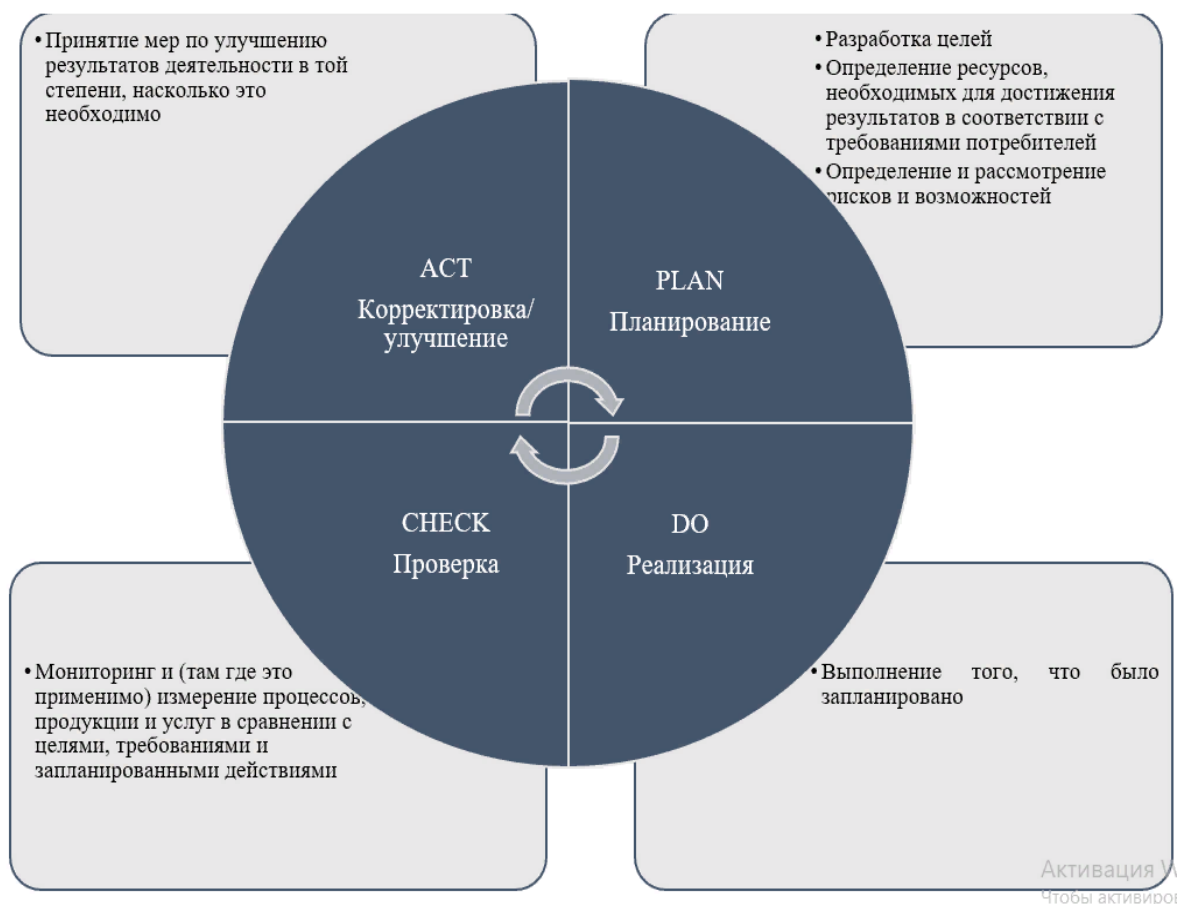 • Принятие мер по улучшению
результатов деятельности в той
степени, насколько это
необходимо
• Разработка целей
• Определение ресурсов,
необходимых для достижения
результатов в соответствии с
требованиями потребителей
• Определение и рассмотрение
рисков и возможностей
ACT
Корректировка/
улучшение
PLAN
Планирование
CHECK
Проверка
DO
Реализация
• Мониторинг и (там где это
применимо) измерение процессов,
продукции и услуг в сравнении с
целями, требованиями и
запланированными действиями
• Выполнение того, что было
запланировано
Активация
Чтобы